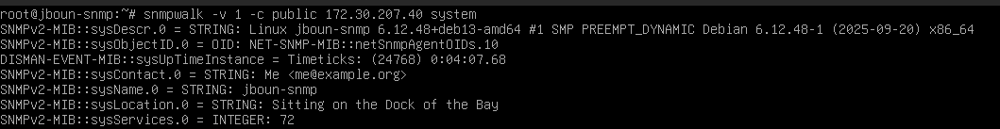 root@jboun-snmp:~# snmpwalk -v 1 -c public 172.30.207.40 system
SNMPv2-MIB::sysDescr.0 = STRING: Linux jboun-snmp 6.12.48+deb13-amd64 #1 SMP PREEMPT_DYNAMIC Debian 6.12.48-1 (2025-09-20) x86_64
SNMPv2-MIB::sysObjectID.0 = OID: NET-SNMP-MIB::netSnmpAgentOIDs.10
DISMAN-EVENT-MIB::sysUpTimeInstance = Timeticks: (24768) 0:04:07.68
SNMPv2-MIB::sysContact.0 = STRING: Me <me@example.org>
SNMPv2-MIB::sysName.0 = STRING: jboun-snmp
SNMPv2-MIB::sysLocation.0 = STRING: Sitting on the Dock of the Bay
SNMPv2-MIB::sysServices.0 = INTEGER: 72